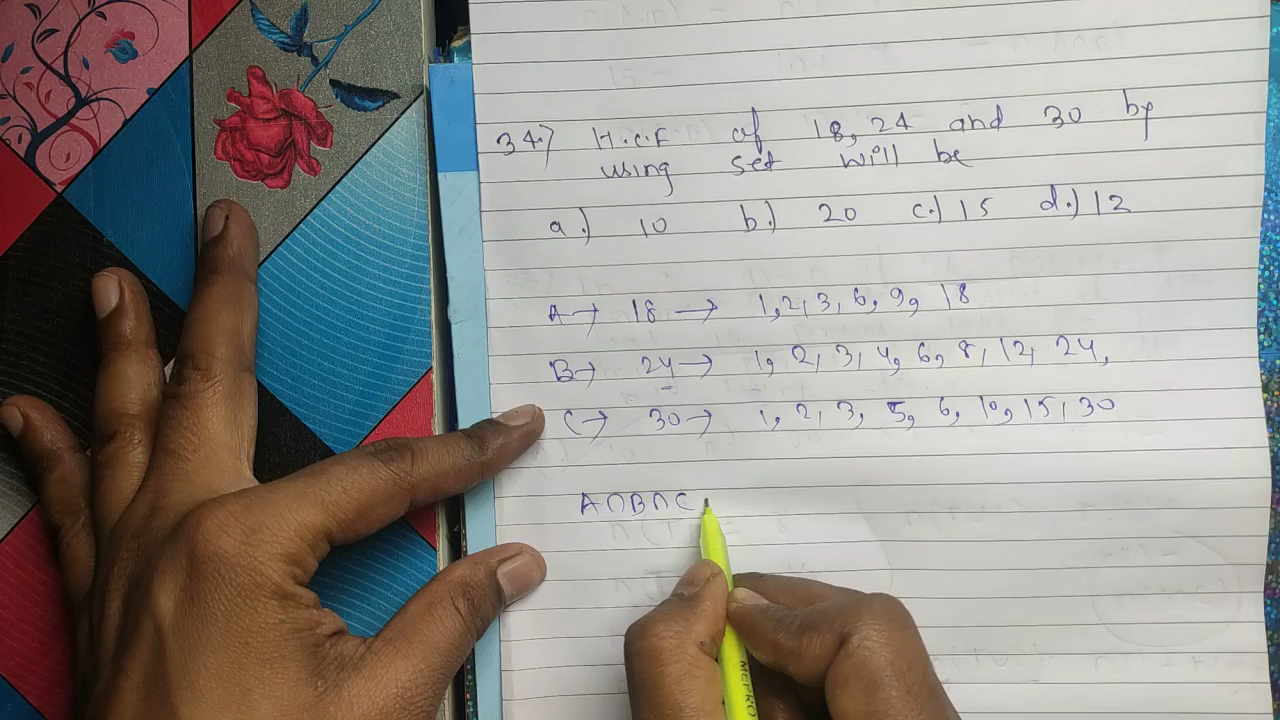 34.) H.C.F of 18, 24 and 30 by
using set will be
a.) 10 b.) 20 c.) 15 d.) 12
A → 18 → 1, 2, 3, 6, 9, 18
B → 24 → 1, 2, 3, 4, 6, 8, 12, 24,
C → 30 → 1, 2, 3, 5, 6, 10, 15, 30
A∩B∩C
MEPRO